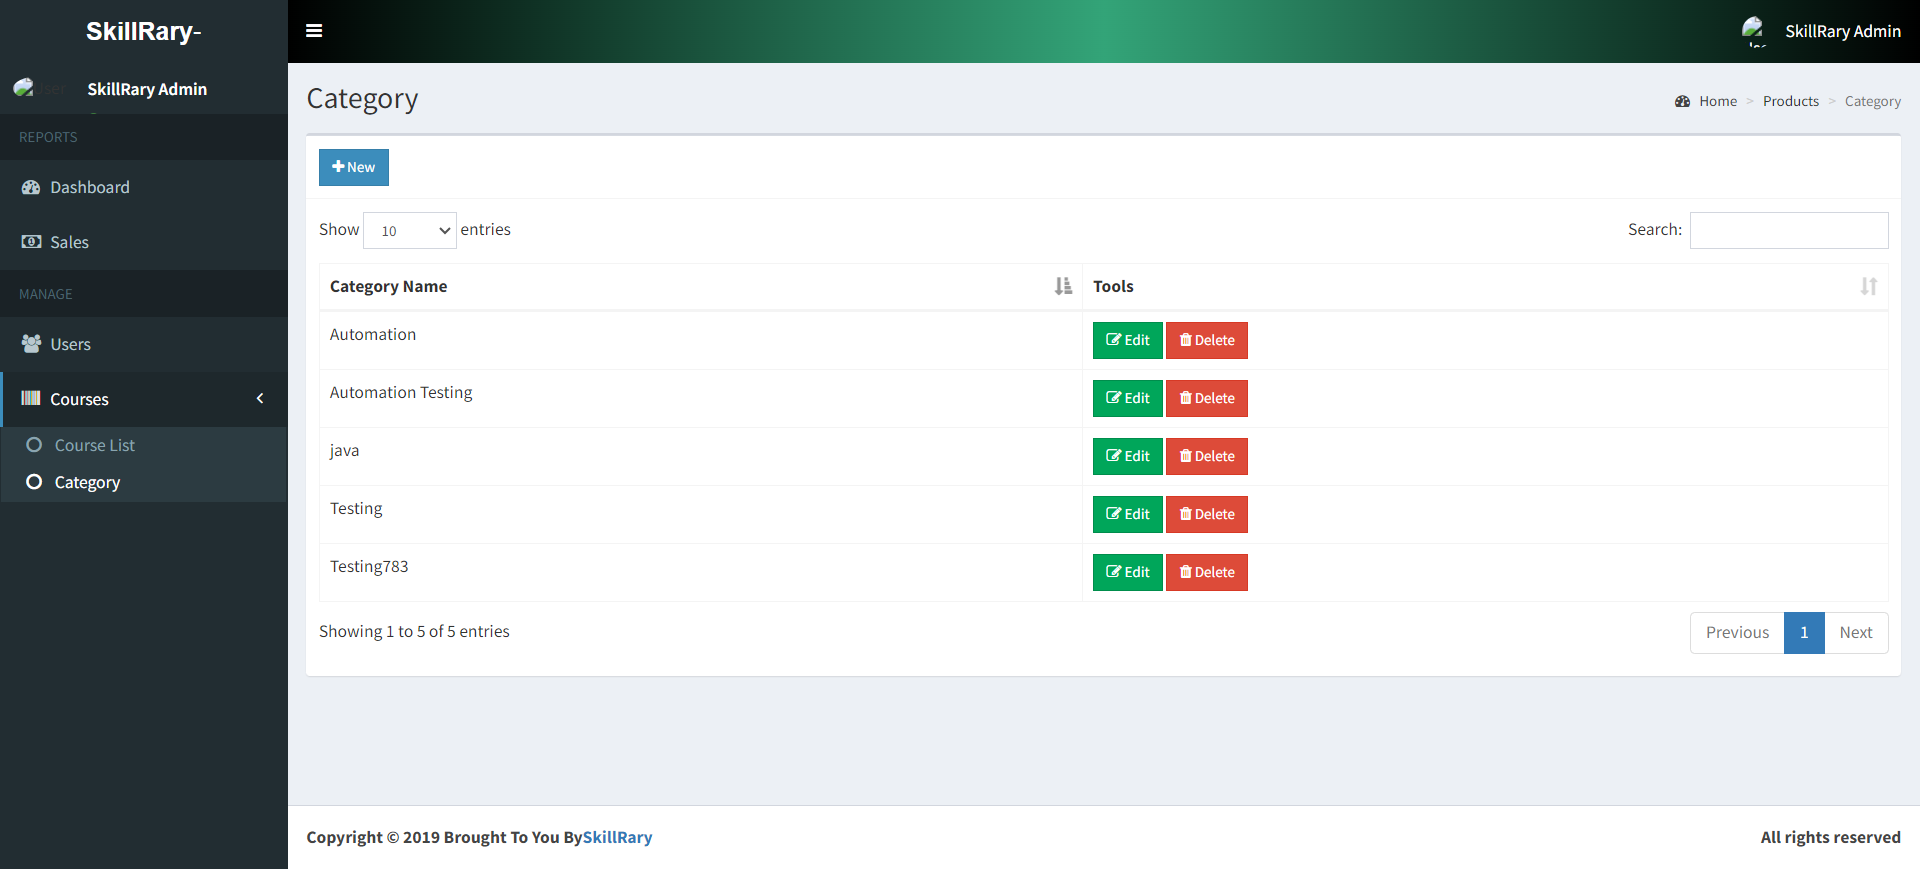 SkillRary-
SkillRary Admin
SkillRary Admin
REPORTS
Dashboard
Sales
MANAGE
Users
Courses
Course List
Category
Category
Home > Products > Category
New
Show 10 entries
Search:
Category Name Tools
Automation Edit Delete
Automation Testing Edit Delete
java Edit Delete
Testing Edit Delete
Testing783 Edit Delete
Showing 1 to 5 of 5 entries
Previous 1 Next
Copyright © 2019 Brought To You BySkillRary
All rights reserved